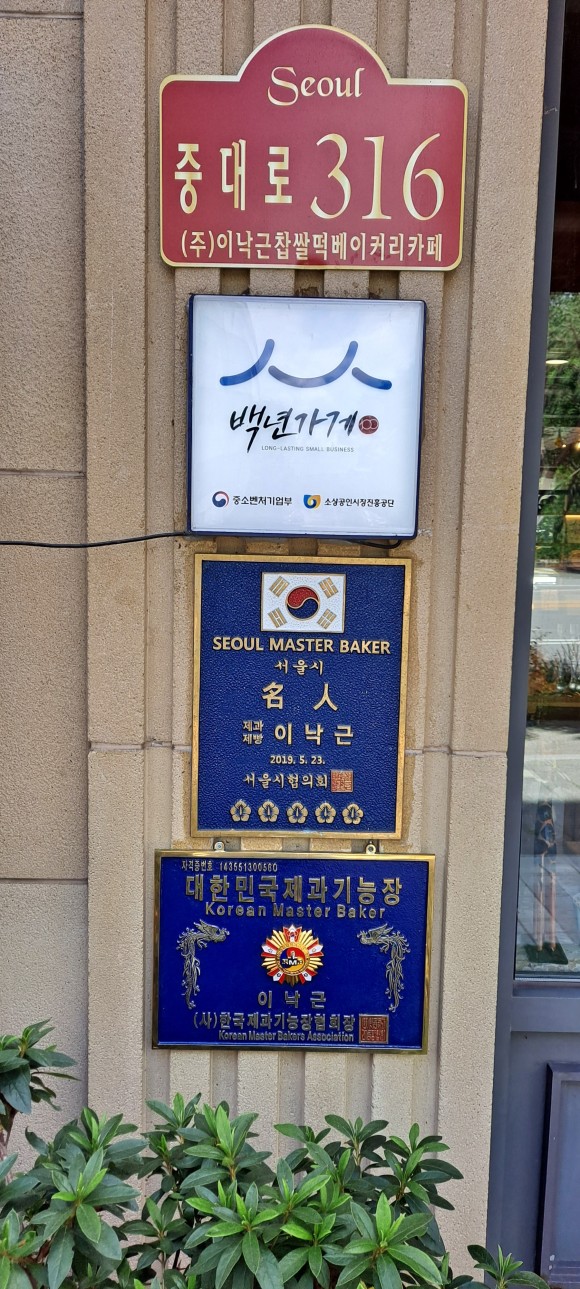 Seoul
중대로 316
(주)이낙근찹쌀떡베이커리카페
백년가게
LONG-LASTING SMALL BUSINESS
중소벤처기업부 소상공인시장진흥공단
SEOUL MASTER BAKER
서울시
名人
제과
제빵 이낙근
2019. 5. 23.
서울시협의회
자격증번호 143551300560
대한민국제과기능장
Korean Master Baker
이낙근
(사)한국제과기능장협회장
Korean Master Bakers Association